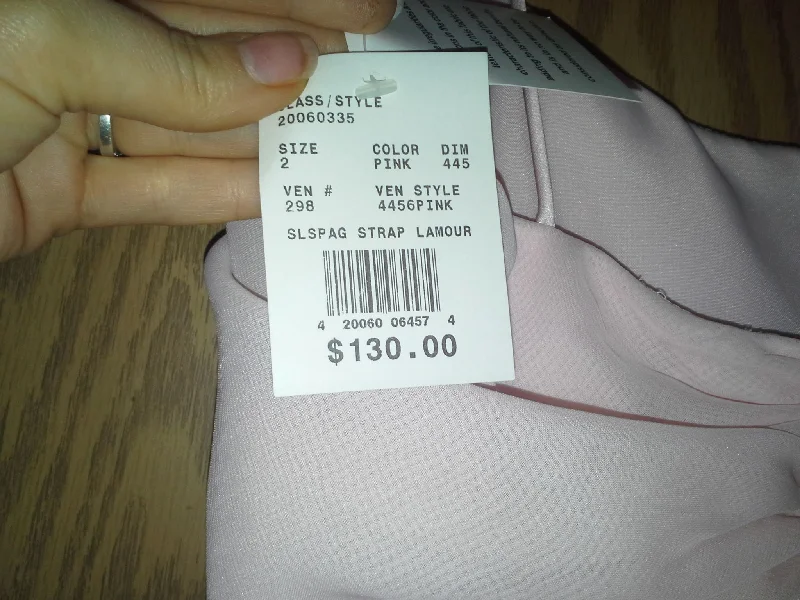 CLASS/STYLE
20060335
SIZE COLOR DIM
2 PINK 445
VEN # VEN STYLE
298 4456PINK
SLSPAG STRAP LAMOUR
4 20060 06457 4
$130.00